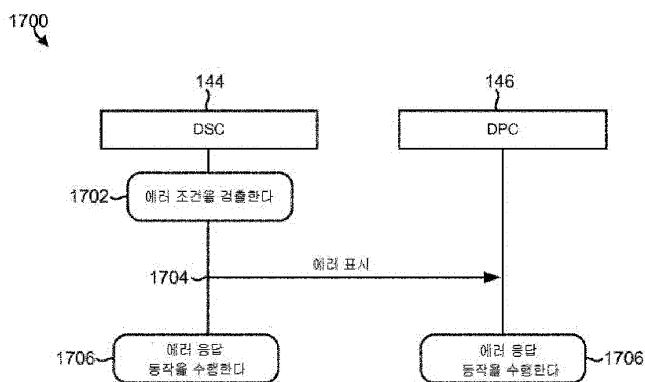 1700
144
146
DSC
DPC
1702
에러 조건을 검출한다
1704
에러 표시
1706
에러 응답
동작을 수행한다
에러 응답
동작을 수행한다
1706